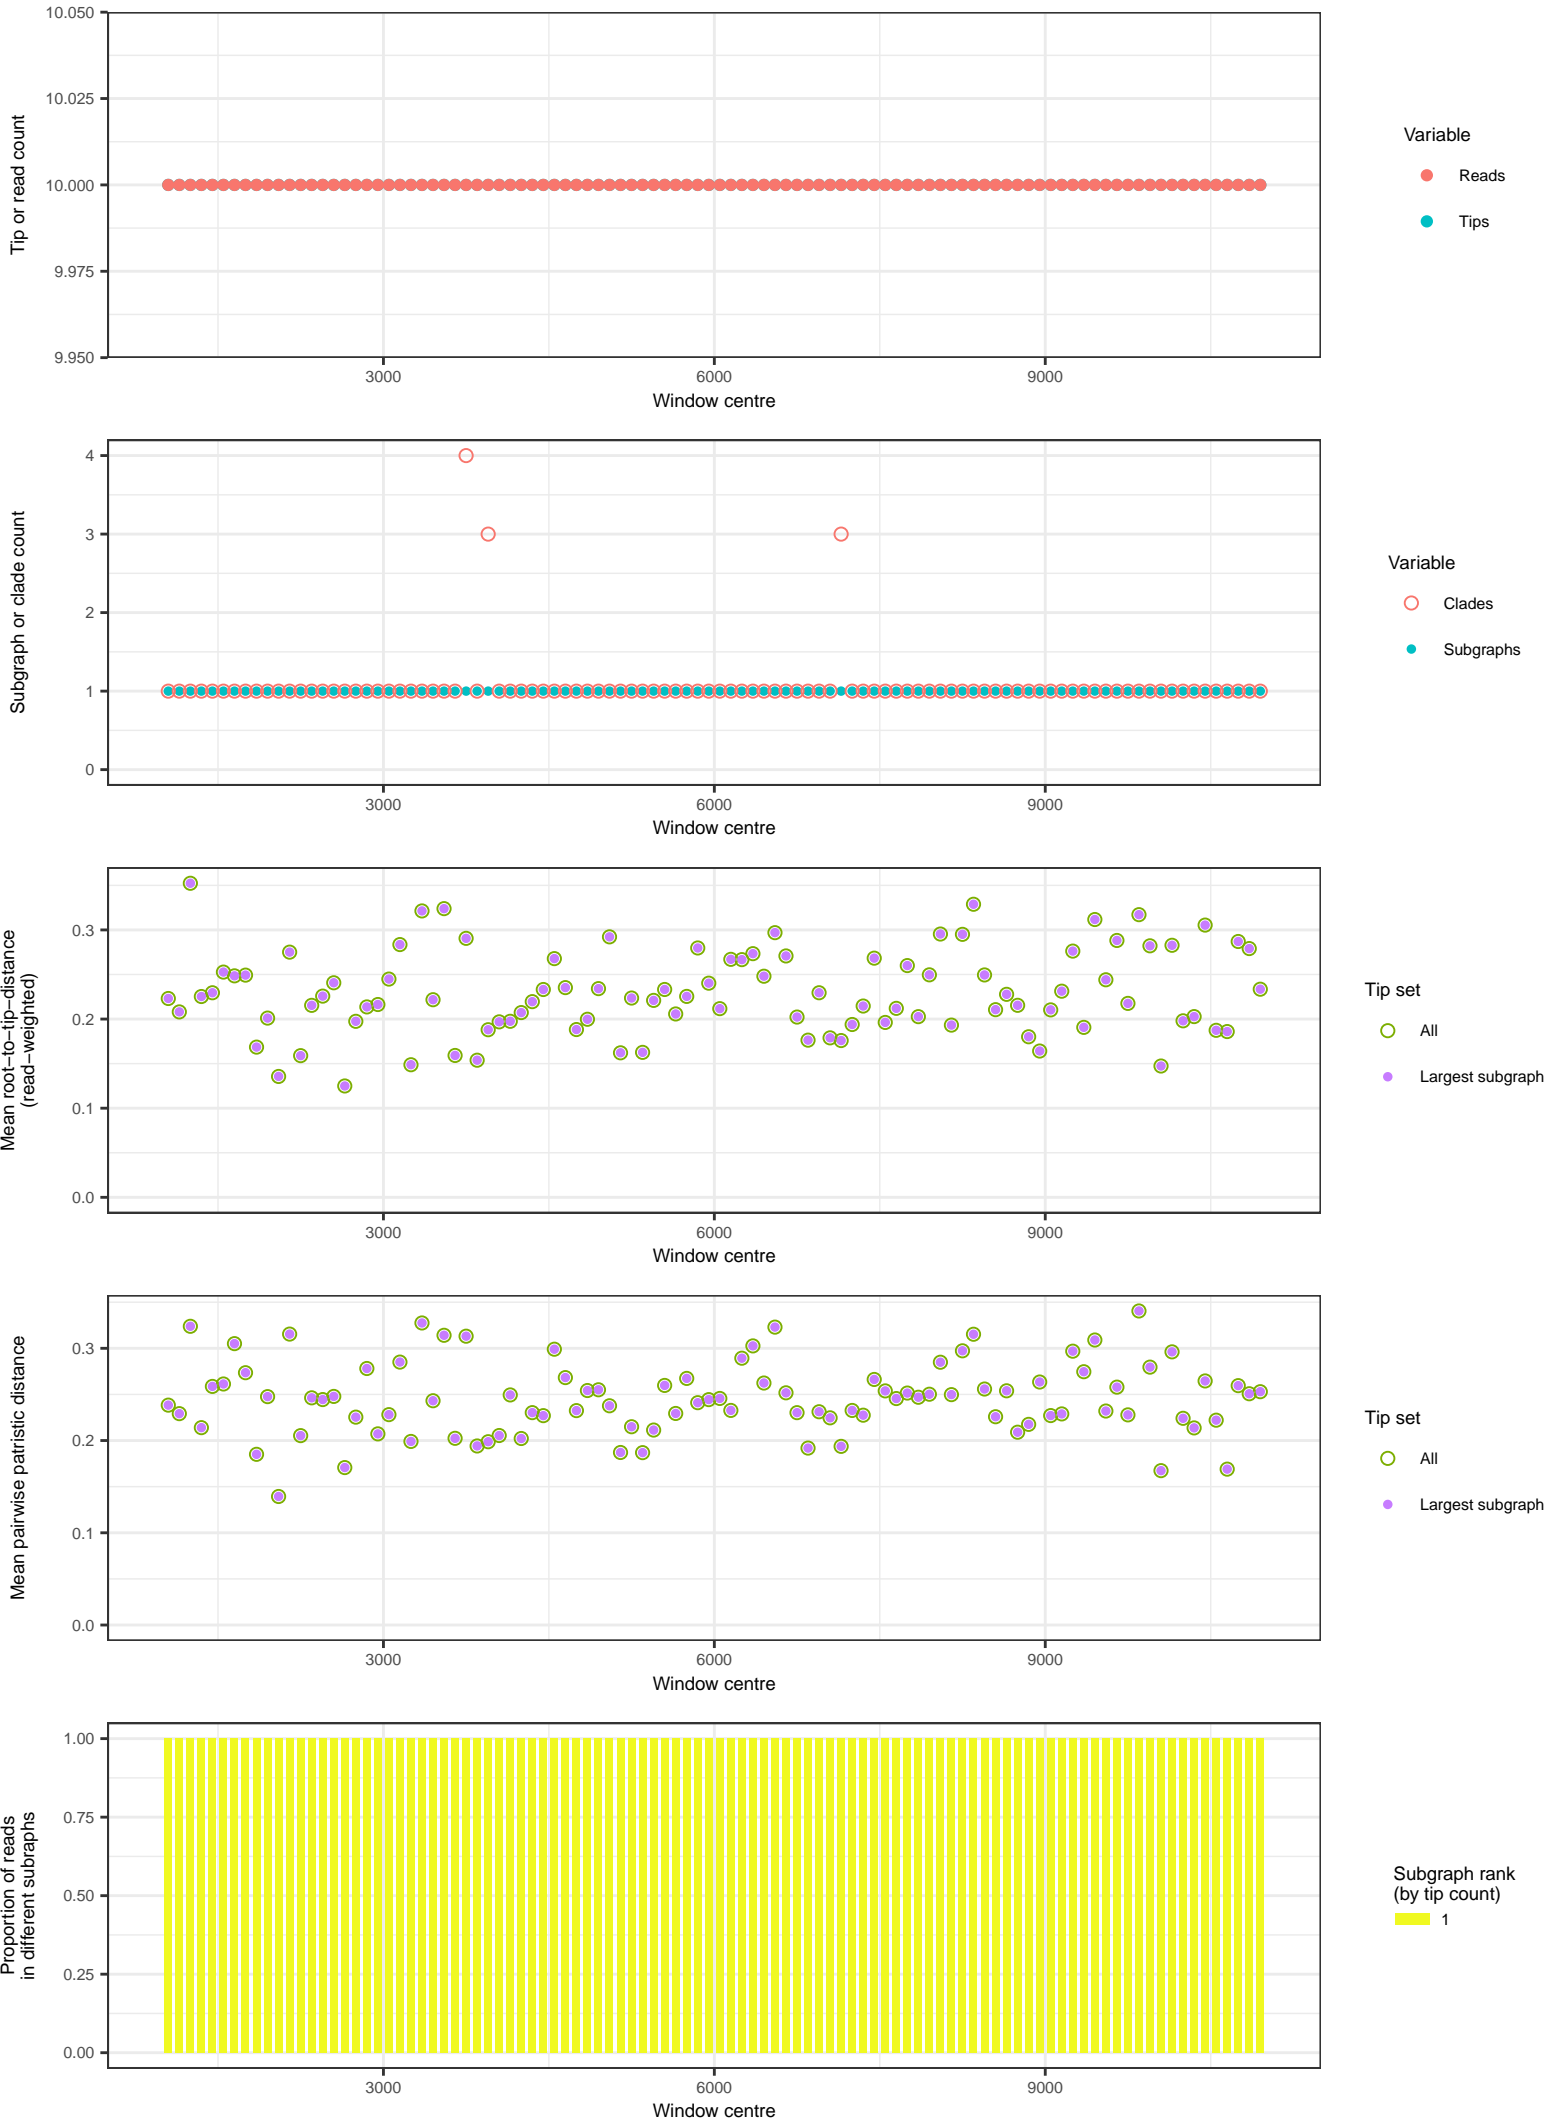 10.050
10.025
10.000
9.975
9.950
Tip or read count
3000
6000
9000
Window centre
Variable
Reads
Tips
4
3
2
1
0
Subgraph or clade count
3000
6000
9000
Window centre
Variable
Clades
Subgraphs
0.3
0.2
0.1
0.0
Mean root−to−tip−distance
(read−weighted)
3000
6000
9000
Window centre
Tip set
All
Largest subgraph
0.3
0.2
0.1
0.0
Mean pairwise patristic distance
3000
6000
9000
Window centre
Tip set
All
Largest subgraph
1.00
0.75
0.50
0.25
0.00
Proportion of reads
in different subraphs
3000
6000
9000
Window centre
Subgraph rank
(by tip count)
1